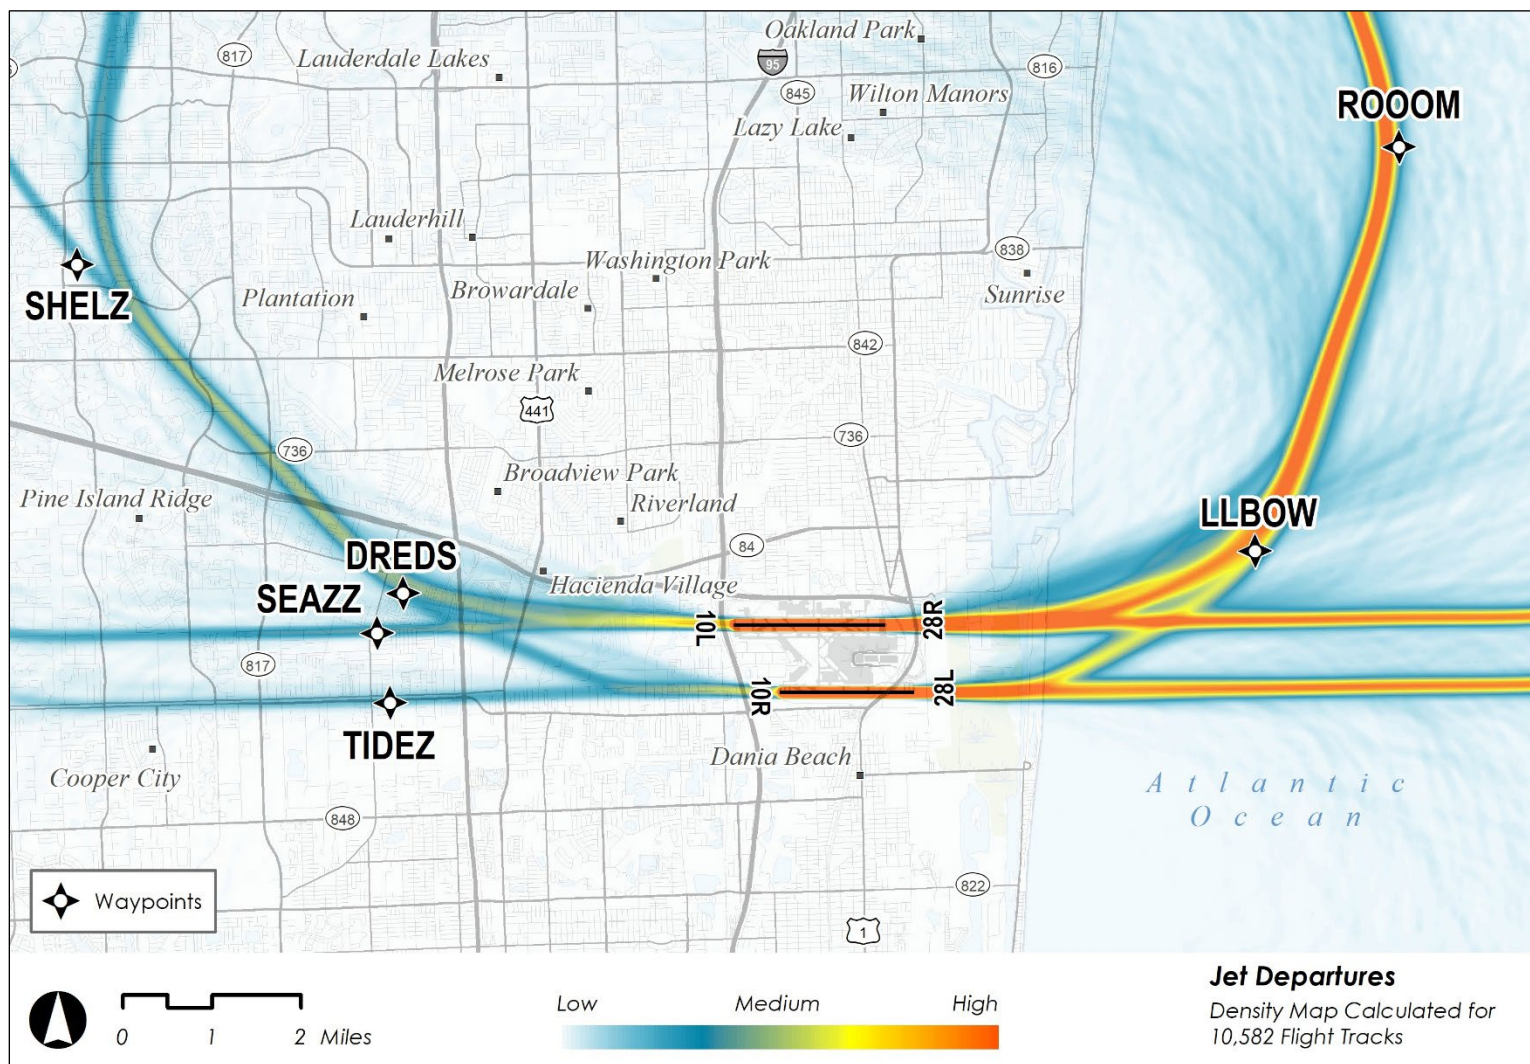 Oakland Park
817
Lauderdale Lakes
95
816
845
Wilton Manors
ROOOM
Lazy Lake
Lauderhill
838
Washington Park
SHELZ
Plantation
Browardale
Sunrise
842
Melrose Park
441
736
736
Broadview Park
Pine Island Ridge
Riverland
LLBOW
84
DREDS
Hacienda Village
SEAZZ
10L
28R
817
10R
28L
TIDEZ
Dania Beach
Cooper City
Atlantic
Ocean
848
822
Waypoints
1
Jet Departures
Low Medium High
Density Map Calculated for
10,582 Flight Tracks
0 1 2 Miles